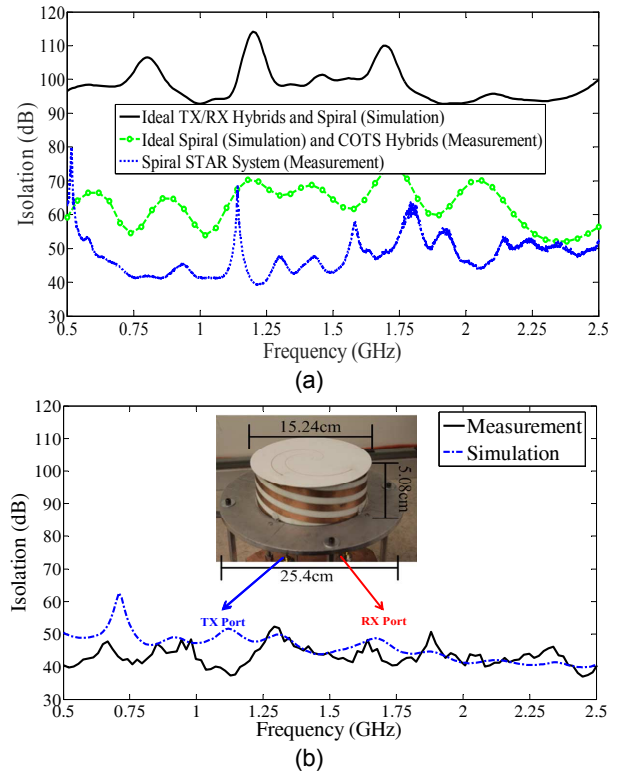 120
110
100
90
80
70
60
50
40
30
Isolation (dB)
Ideal TX/RX Hybrids and Spiral (Simulation)
Ideal Spiral (Simulation) and COTS Hybrids (Measurement)
Spiral STAR System (Measurement)
0.5 0.75 1 1.25 1.5 1.75 2 2.25 2.5
Frequency (GHz)
(a)
120
110
100
90
80
70
60
50
40
30
Isolation (dB)
Measurement
Simulation
15.24cm
5.08cm
25.4cm
TX Port
RX Port
0.5 0.75 1 1.25 1.5 1.75 2 2.25 2.5
Frequency (GHz)
(b)